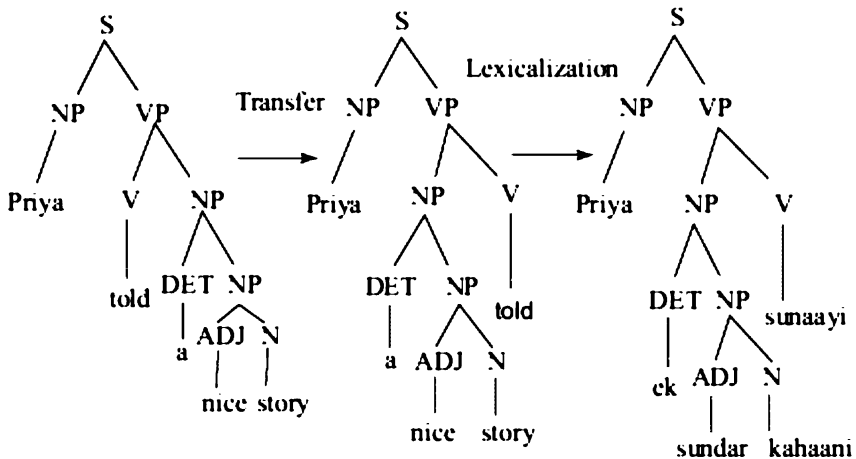 S S S
Lexicalization
NP VP Transfer NP VP NP VP
Priya V NP Priya NP V Priya NP V
told DET NP DET NP told DET NP sunaayi
a ADJ N a ADJ N ek ADJ N
nice story nice story sundar kahaani